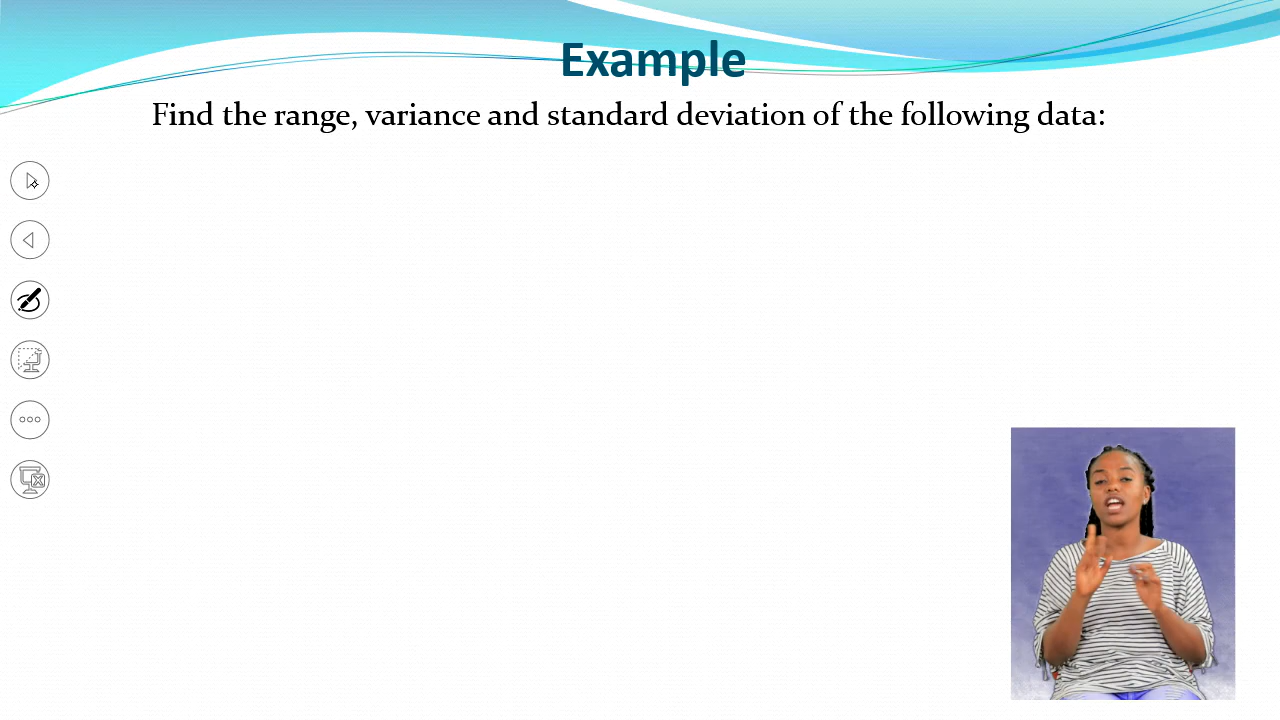 Example
Find the range, variance and standard deviation of the following data: